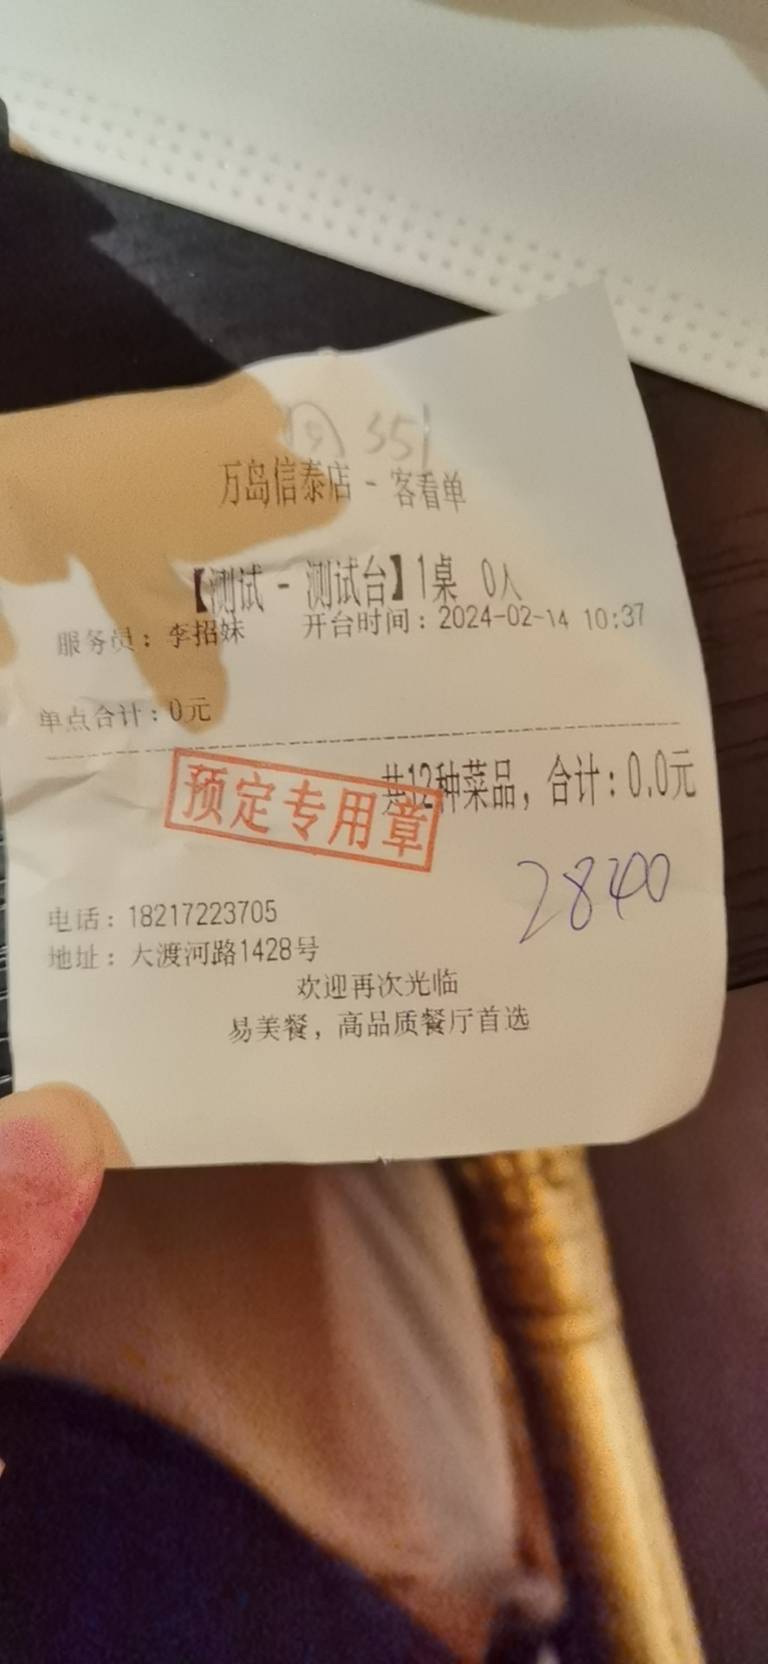 351
万岛信泰店 - 客看单
【测试 - 测试台】1桌 0人
服务员：李招妹 开台时间：2024-02-14 10:37
单点合计：0元
共12种菜品，合计：0.0元
预定专用章
2840
电话：18217223705
地址：大渡河路1428号
欢迎再次光临
易美餐，高品质餐厅首选